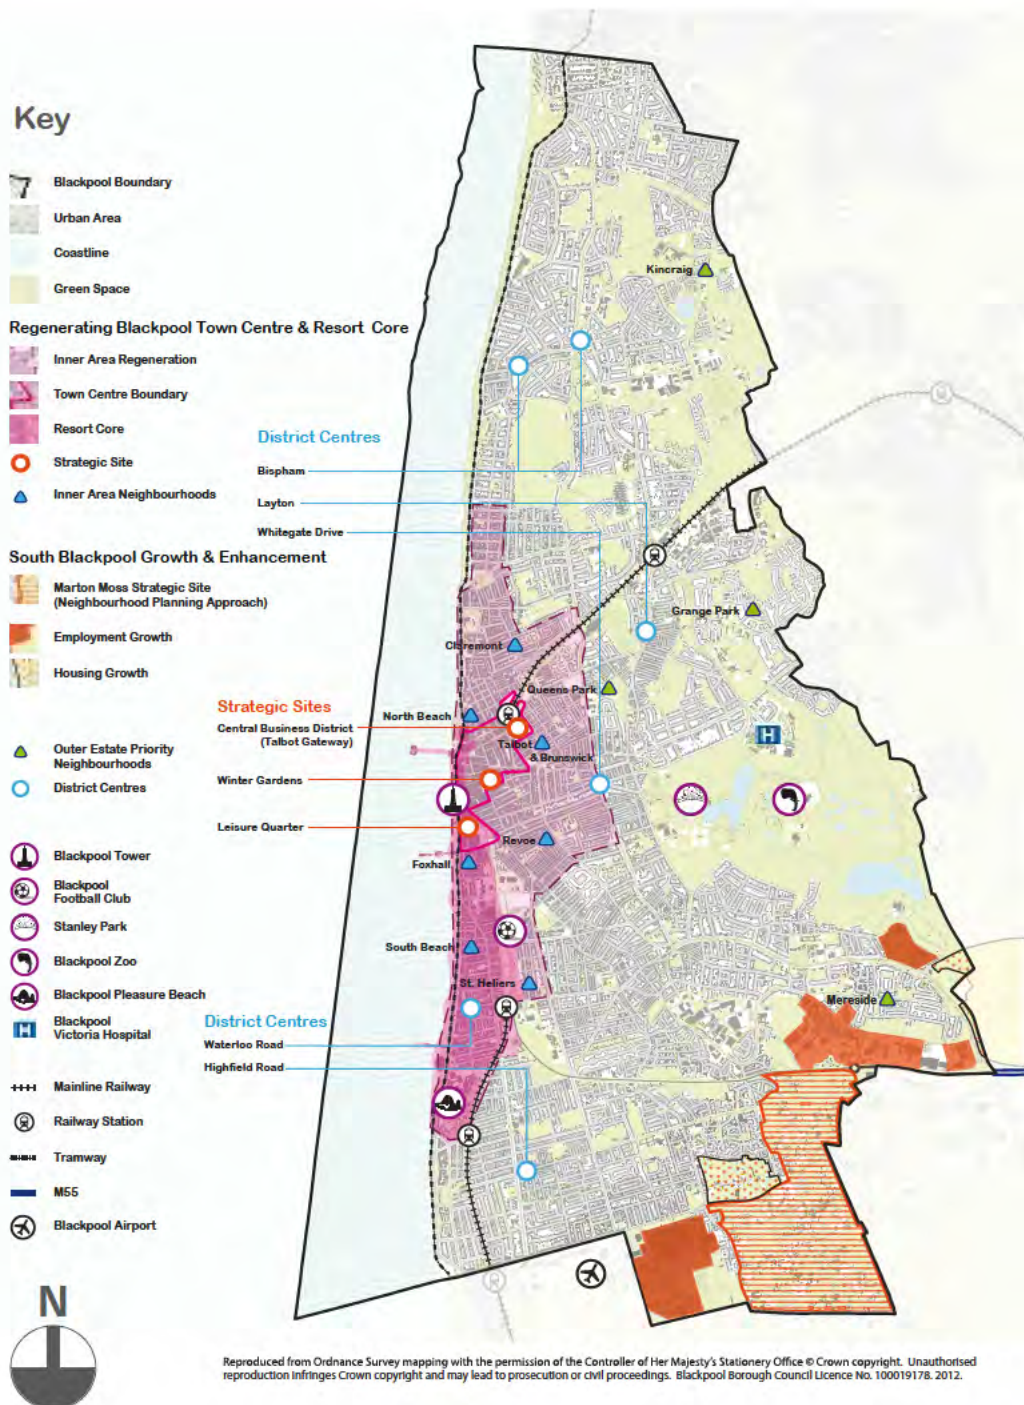 Key
Blackpool Boundary
Urban Area
Coastline
Green Space
Regenerating Blackpool Town Centre & Resort Core
Inner Area Regeneration
Town Centre Boundary
Resort Core
Strategic Site
Inner Area Neighbourhoods
South Blackpool Growth & Enhancement
Marton Moss Strategic Site
(Neighbourhood Planning Approach)
Employment Growth
Housing Growth
Outer Estate Priority
Neighbourhoods
District Centres
Blackpool Tower
Blackpool
Football Club
Stanley Park
Blackpool Zoo
Blackpool Pleasure Beach
Blackpool
Victoria Hospital
Mainline Railway
Railway Station
Tramway
M55
Blackpool Airport
N
District Centres
Bispham
Layton
Whitegate Drive
Strategic Sites
Central Business District
(Talbot Gateway)
Winter Gardens
Leisure Quarter
District Centres
Waterloo Road
Highfield Road
Kincraig
Grange Park
Claremont
Queens Park
North Beach
Talbot
& Brunswick
H
Revoe
Foxhall
South Beach
St. Heliers
Mereside
H
Reproduced from Ordnance Survey mapping with the permission of the Controller of Her Majesty's Stationery Office © Crown copyright. Unauthorised
reproduction infringes Crown copyright and may lead to prosecution or civil proceedings. Blackpool Borough Council Licence No. 100019178. 2012.